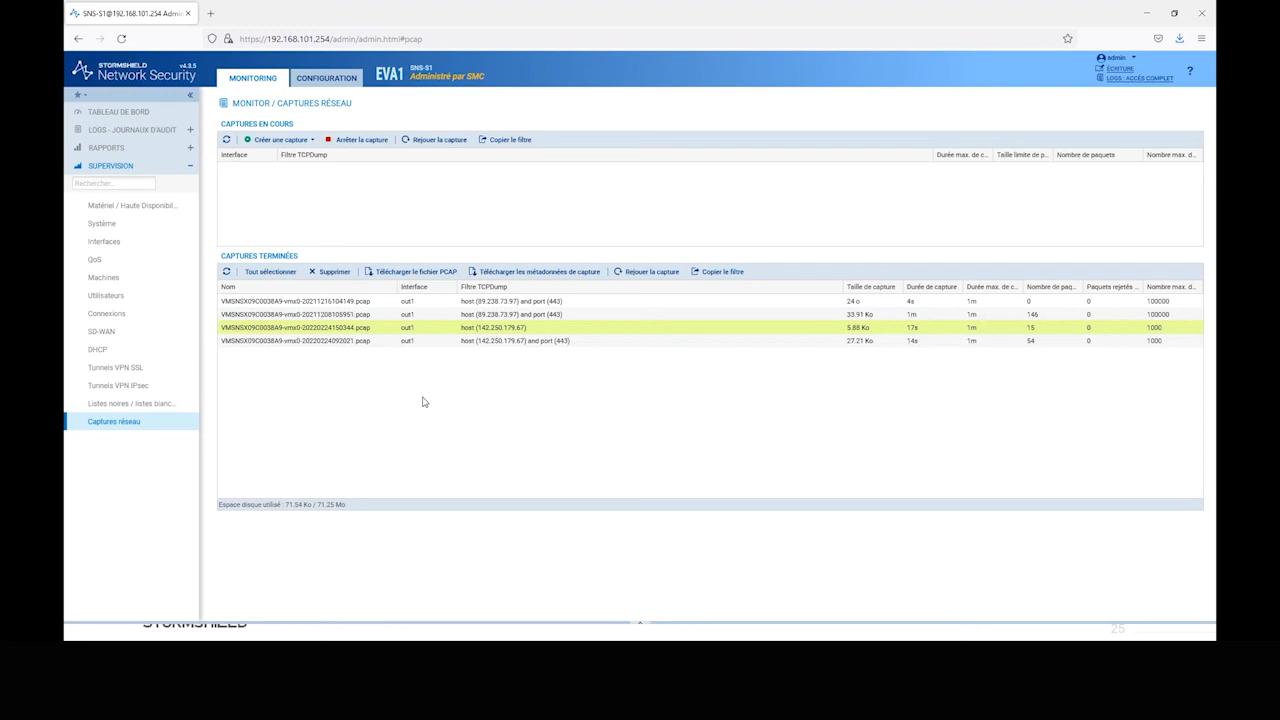 SNS-S1@192.168.101.254 Admin
https://192.168.101.254/admin/admin.html#pcap
STORMSHIELD v4.3.5
Network Security
MONITORING CONFIGURATION
EVA1 SNS-S1
Administré par SMC
admin
ÉCRITURE
LOGS : ACCÈS COMPLET
?
TABLEAU DE BORD
LOGS - JOURNAUX D'AUDIT
RAPPORTS
SUPERVISION
Rechercher...
Matériel / Haute Disponibil...
Système
Interfaces
QoS
Machines
Utilisateurs
Connexions
SD-WAN
DHCP
Tunnels VPN SSL
Tunnels VPN IPsec
Listes noires / listes blanc...
Captures réseau
MONITOR / CAPTURES RÉSEAU
CAPTURES EN COURS
Créer une capture Arrêter la capture Rejouer la capture Copier le filtre
Interface Filtre TCPDump Durée max. de c... Taille limite de p... Nombre de paquets Nombre max. d...
CAPTURES TERMINÉES
Tout sélectionner Supprimer Télécharger le fichier PCAP Télécharger les métadonnées de capture Rejouer la capture Copier le filtre
Nom Interface Filtre TCPDump Taille de capture Durée de capture Durée max. de c... Nombre de paq... Paquets rejetés ... Nombre max. d...
VMSNSX09C0038A9-vmx0-20211216104149.pcap out1 host (89.238.73.97) and port (443) 24 o 4s 1m 0 0 100000
VMSNSX09C0038A9-vmx0-20211208105951.pcap out1 host (89.238.73.97) and port (443) 33.91 Ko 1m 1m 146 0 100000
VMSNSX09C0038A9-vmx0-20220224150344.pcap out1 host (142.250.179.67) 5.88 Ko 17s 1m 15 0 1000
VMSNSX09C0038A9-vmx0-20220224092021.pcap out1 host (142.250.179.67) and port (443) 27.21 Ko 14s 1m 54 0 1000
Espace disque utilisé : 71.54 Ko / 71.25 Mo
STORMSHIELD
25